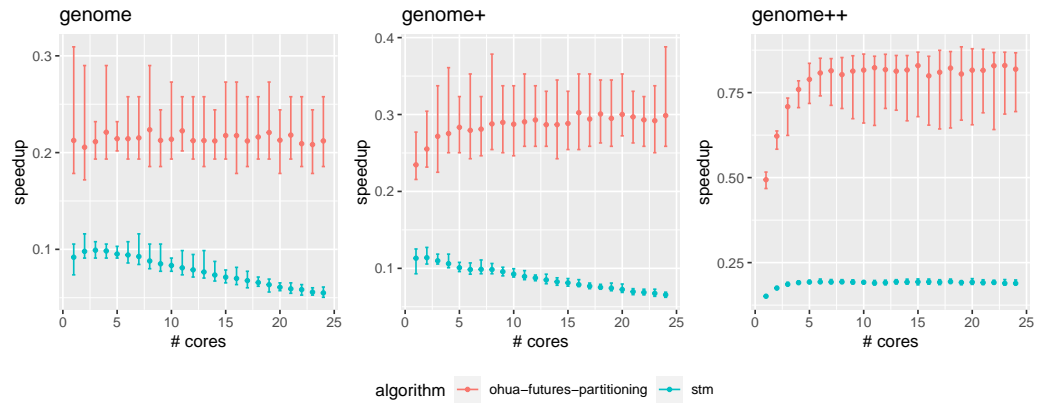 genome
genome+
genome++
0.3
0.2
0.1
speedup
0 5 10 15 20 25
# cores
0.4
0.3
0.2
0.1
speedup
0 5 10 15 20 25
# cores
0.75
0.50
0.25
speedup
0 5 10 15 20 25
# cores
algorithm ohua−futures−partitioning stm